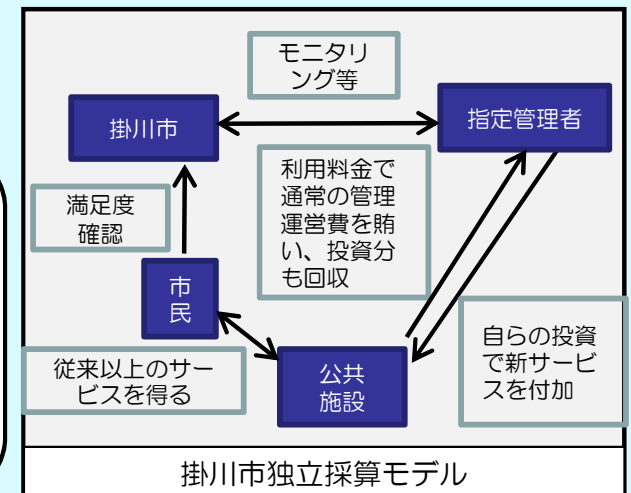 モニタリ
ング等
掛川市
指定管理者
利用料金で
通常の管理
運営費を賄
い、投資分
も回収
満足度
確認
市
民
自らの投資
で新サービ
スを付加
従来以上のサー
ビスを得る
公共
施設
掛川市独立採算モデル